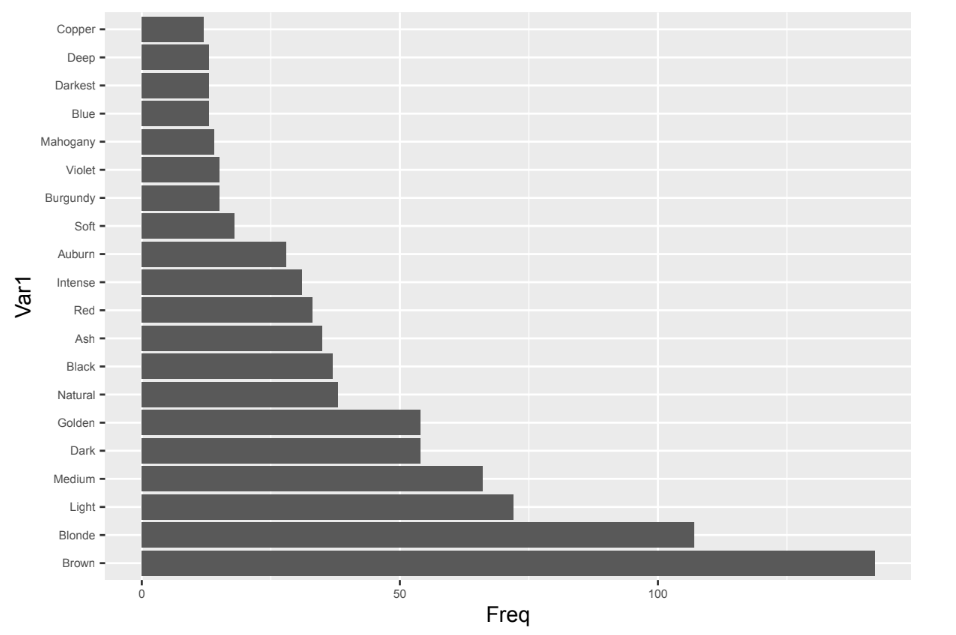 Copper
Deep
Darkest
Blue
Mahogany
Violet
Burgundy
Soft
Auburn
Intense
Red
Ash
Black
Natural
Golden
Dark
Medium
Light
Blonde
Brown
Var1
0 50 100
Freq